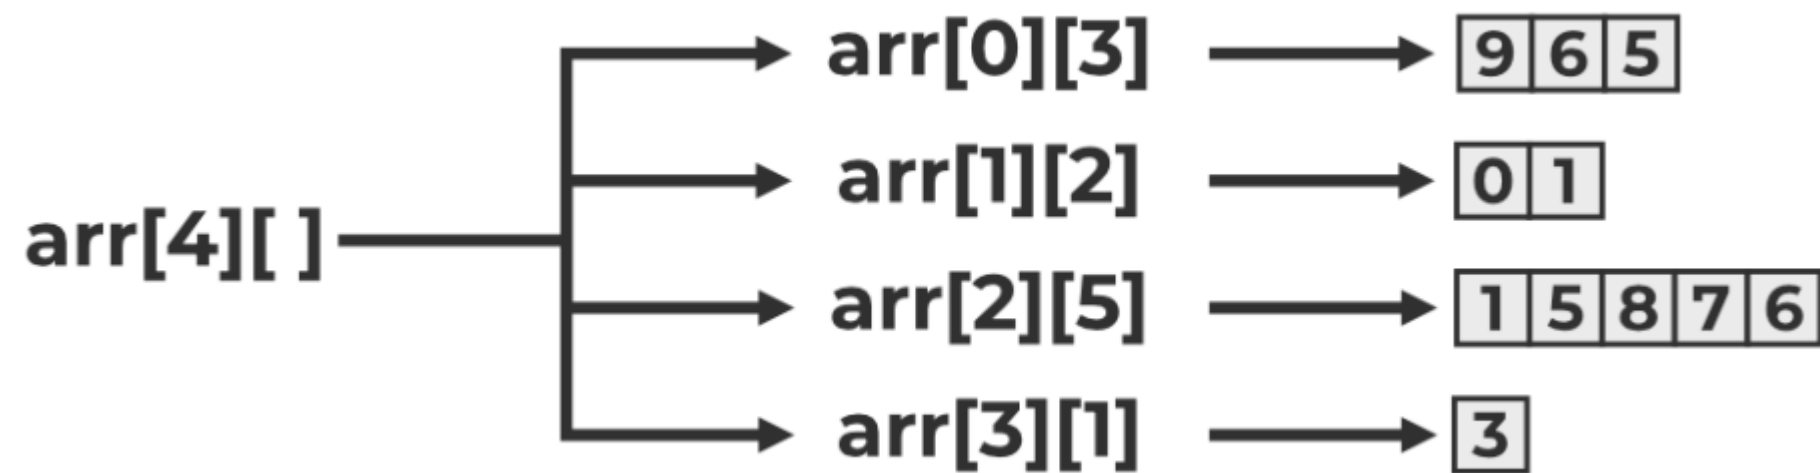 arr[0][3] 9 6 5
arr[1][2] 0 1
arr[4][ ]
arr[2][5] 1 5 8 7 6
arr[3][1] 3